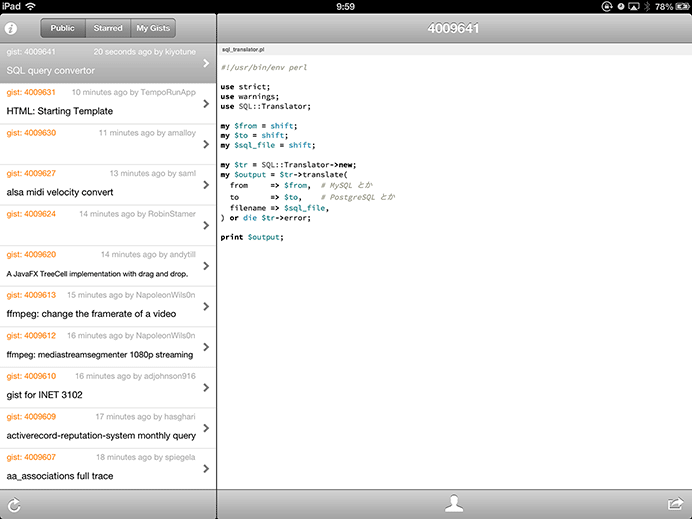 iPad
9:59
78%
Public
Starred
My Gists
4009641
gist: 4009641
20 seconds ago by kiyotune
SQL query convertor
gist: 4009631
10 minutes ago by TempoRunApp
HTML: Starting Template
gist: 4009630
11 minutes ago by amalloy
gist: 4009627
13 minutes ago by saml
alsa midi velocity convert
gist: 4009624
14 minutes ago by RobinStamer
gist: 4009620
14 minutes ago by andytill
A JavaFX TreeCell implementation with drag and drop.
gist: 4009613
15 minutes ago by NapoleonWils0n
ffmpeg: change the framerate of a video
gist: 4009612
16 minutes ago by NapoleonWils0n
ffmpeg: mediastreamsegmenter 1080p streaming
gist: 4009610
16 minutes ago by adjohnson916
gist for INET 3102
gist: 4009609
17 minutes ago by hasghari
activerecord-reputation-system monthly query
gist: 4009607
18 minutes ago by spiegela
aa_associations full trace
sql_translator.pl
#!/usr/bin/env perl
use strict;
use warnings;
use SQL::Translator;
my $from = shift;
my $to = shift;
my $sql_file = shift;
my $tr = SQL::Translator->new;
my $output = $tr->translate(
from => $from, # MySQL とか
to => $to, # PostgreSQL とか
filename => $sql_file,
) or die $tr->error;
print $output;